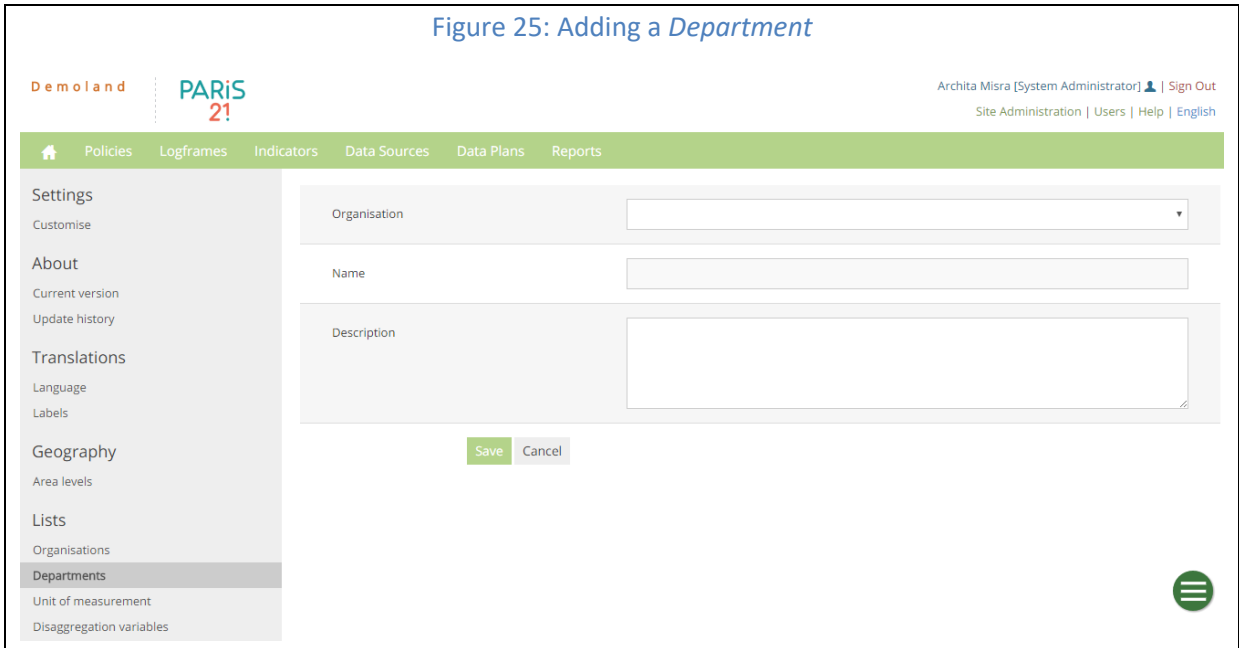 Figure 25: Adding a Department
Demoland
PARiS
21
Archita Misra [System Administrator] | Sign Out
Site Administration | Users | Help | English
Policies Logframes Indicators Data Sources Data Plans Reports
Settings
Customise
About
Current version
Update history
Translations
Language
Labels
Geography
Area levels
Lists
Organisations
Departments
Unit of measurement
Disaggregation variables
Organisation
Name
Description
Save Cancel